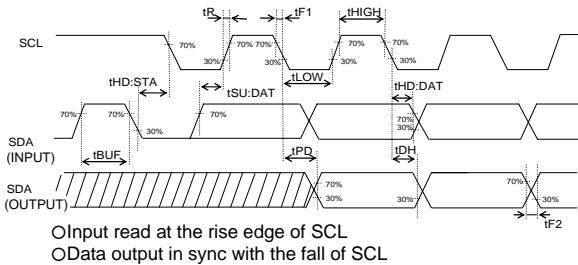 tR tF1 tHIGH
SCL 70% 70% 70% 70%
30% 30% 30% 30%
tHD:STA tSU:DAT tLOW tHD:DAT
70% 70% 70% 70%
30% 30%
SDA
(INPUT)
tBUF tPD tDH
SDA
(OUTPUT)
70% 70%
30% 30% 30%
tF2
○Input read at the rise edge of SCL
○Data output in sync with the fall of SCL